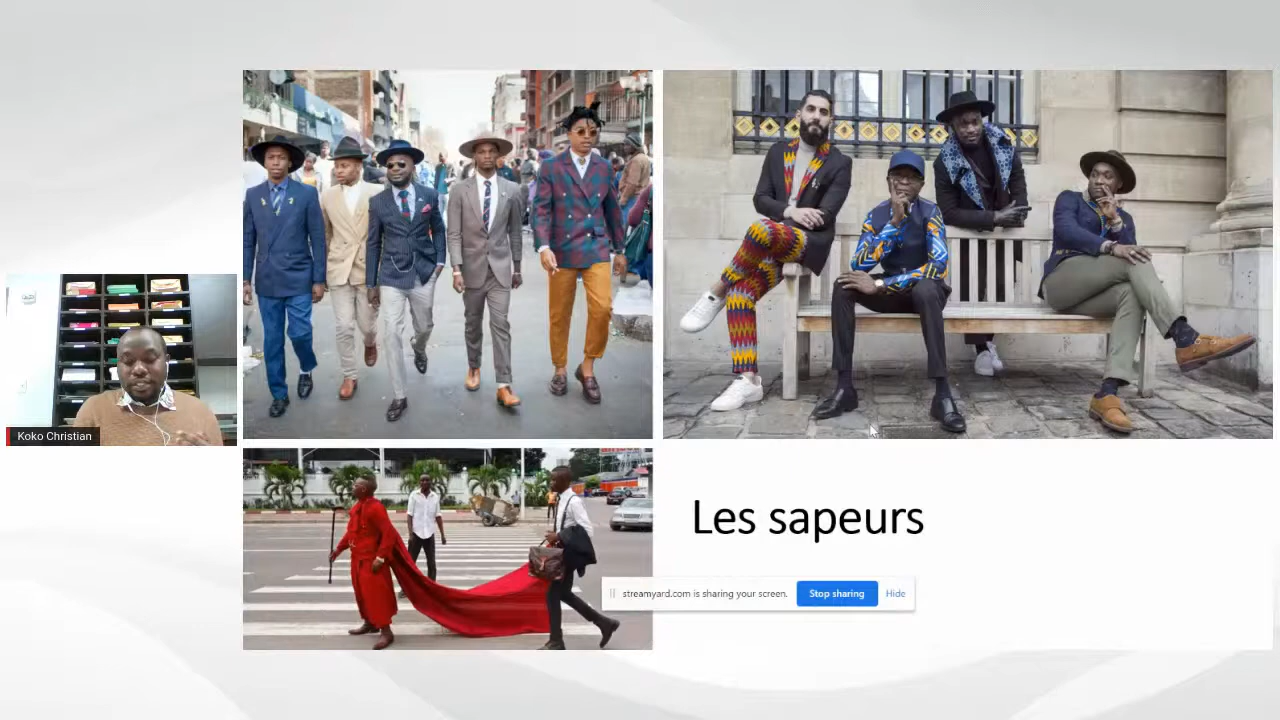 Koko Christian
Les sapeurs
streamyard.com is sharing your screen.
Stop sharing
Hide